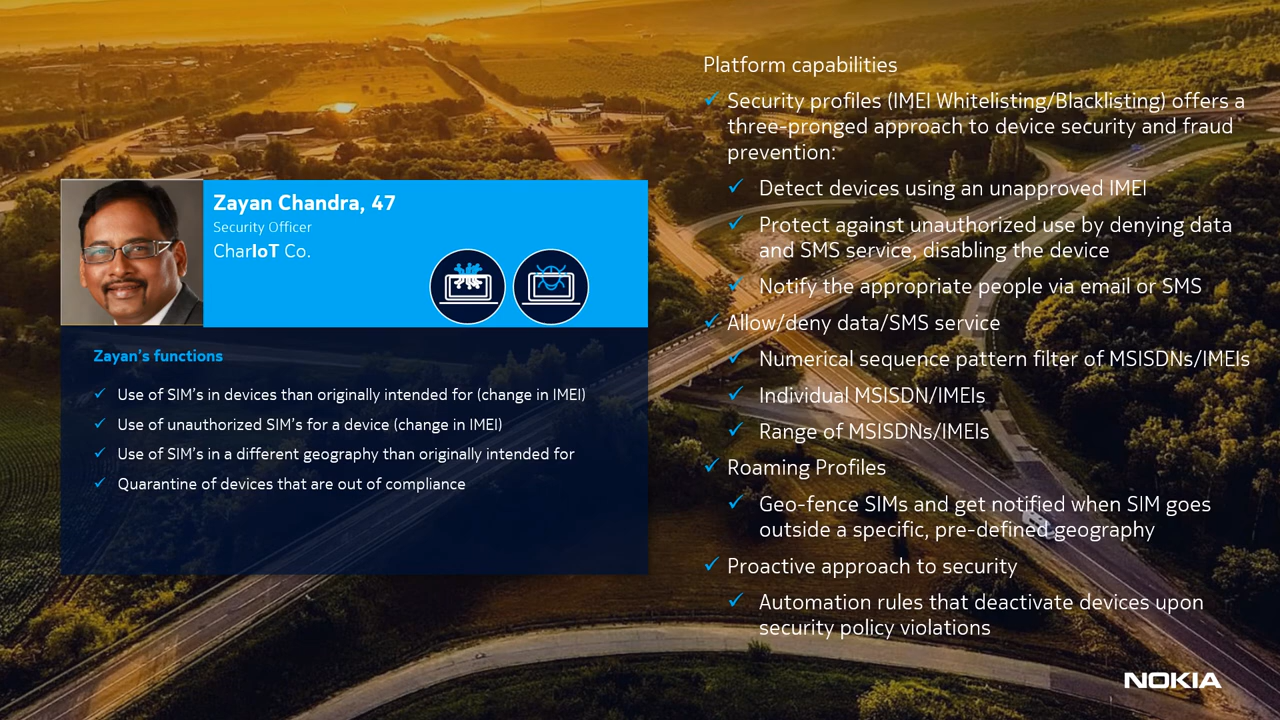 Zayan Chandra, 47
Security Officer
CharIoT Co.
Zayan's functions
Use of SIM's in devices than originally intended for (change in IMEI)
Use of unauthorized SIM's for a device (change in IMEI)
Use of SIM's in a different geography than originally intended for
Quarantine of devices that are out of compliance
Platform capabilities
Security profiles (IMEI Whitelisting/Blacklisting) offers a
three-pronged approach to device security and fraud
prevention:
Detect devices using an unapproved IMEI
Protect against unauthorized use by denying data
and SMS service, disabling the device
Notify the appropriate people via email or SMS
Allow/deny data/SMS service
Numerical sequence pattern filter of MSISDNs/IMEIs
Individual MSISDN/IMEIs
Range of MSISDNs/IMEIs
Roaming Profiles
Geo-fence SIMs and get notified when SIM goes
outside a specific, pre-defined geography
Proactive approach to security
Automation rules that deactivate devices upon
security policy violations
NOKIA